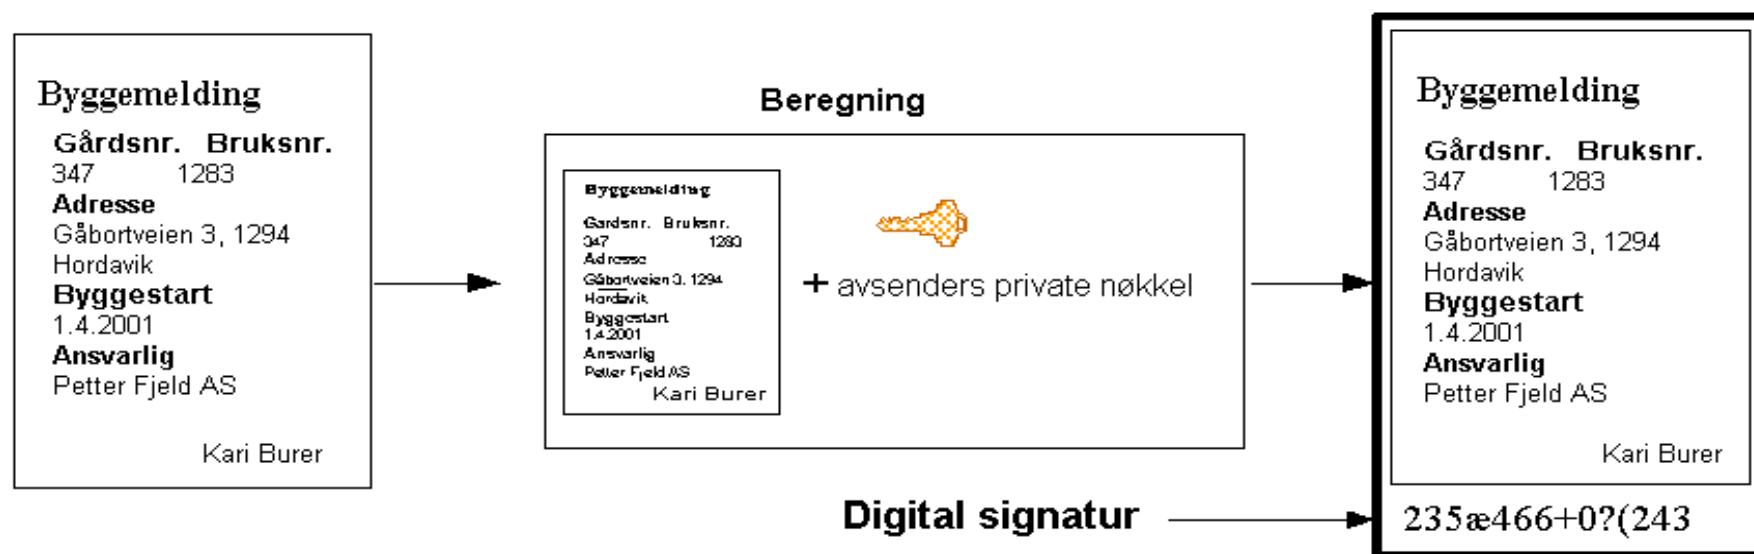 Byggemelding
Gårdsnr. Bruksnr.
347 1283
Adresse
Gåbortveien 3, 1294
Hordavik
Byggestart
1.4.2001
Ansvarlig
Petter Fjeld AS
Kari Burer
Beregning
Byggemelding
Gardsnr. Bruksnr.
347 1283
Adresse
Gåbortveien 3. 1294
Hordavik
Byggestart
1.4.2001
Ansvarlig
Petter Fjeld AS
Kari Burer
+ avsenders private nøkkel
Byggemelding
Gårdsnr. Bruksnr.
347 1283
Adresse
Gåbortveien 3, 1294
Hordavik
Byggestart
1.4.2001
Ansvarlig
Petter Fjeld AS
Kari Burer
Digital signatur
235æ466+0?(243